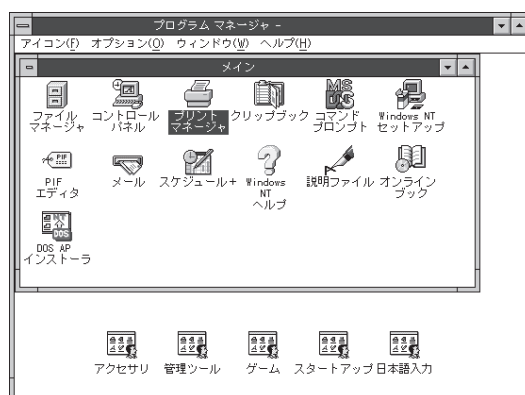 プログラム マネージャ -
アイコン(F) オプション(O) ウィンドウ(W) ヘルプ(H)
メイン
ファイル
マネージャ
コントロール
パネル
プリント
マネージャ
クリップブック
MS
DOS
コマンド
プロンプト
Windows NT
セットアップ
PIF
PIF
エディタ
メール
スケジュール+
Windows
NT
ヘルプ
説明ファイル
オンライン
ブック
NT
DOS
DOS AP
インストーラ
アクセサリ
管理ツール
ゲーム
スタートアップ
日本語入力